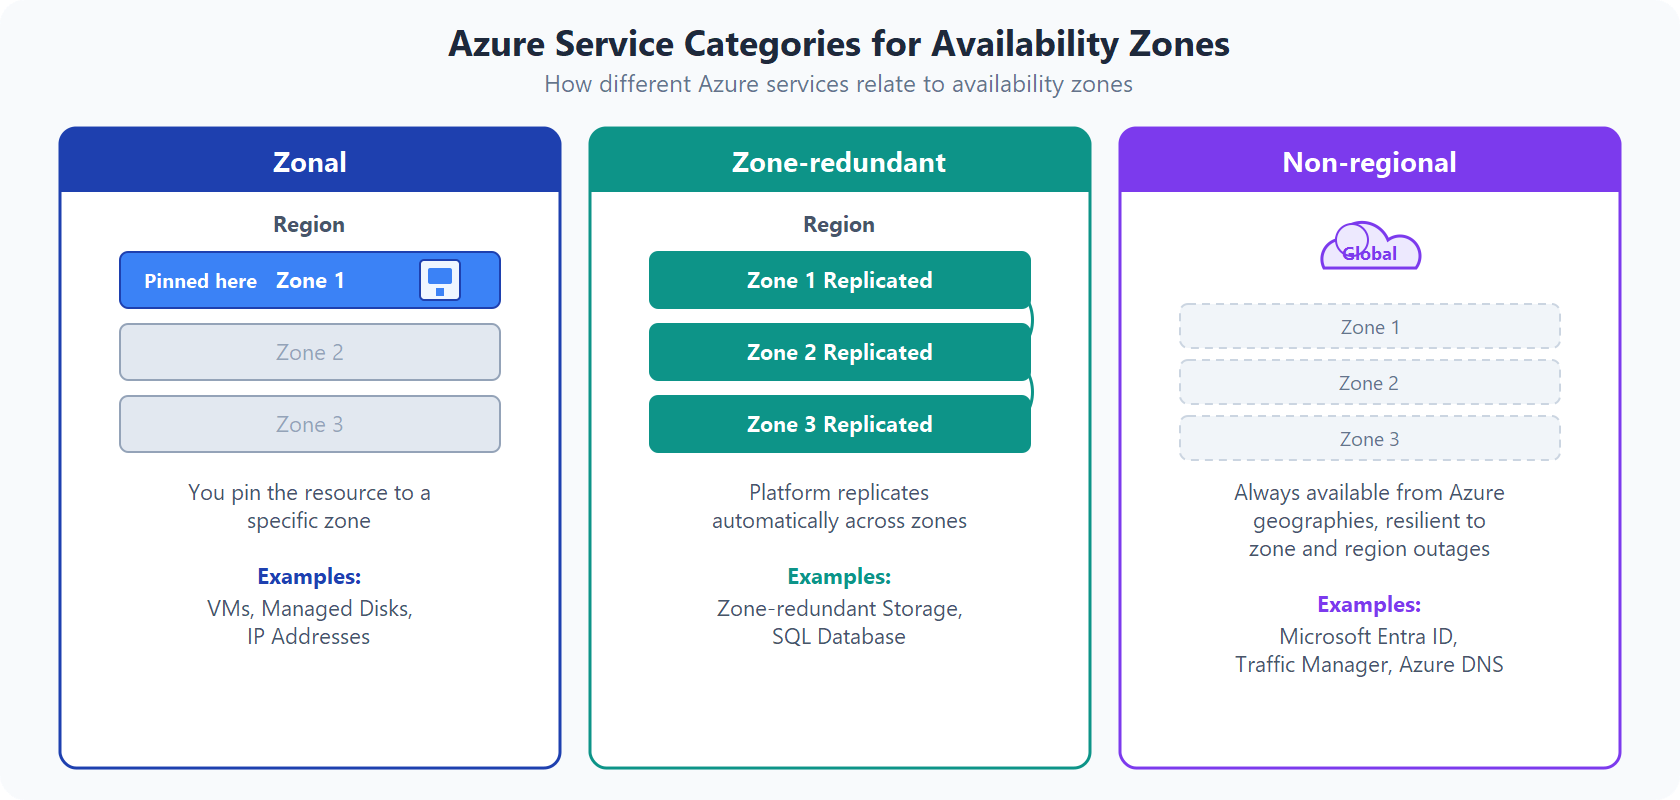 Azure Service Categories for Availability Zones
How different Azure services relate to availability zones
Zonal
Region
Pinned here Zone 1
Zone 2
Zone 3
You pin the resource to a
specific zone
Examples:
VMs, Managed Disks,
IP Addresses
Zone-redundant
Region
Zone 1 Replicated
Zone 2 Replicated
Zone 3 Replicated
Platform replicates
automatically across zones
Examples:
Zone-redundant Storage,
SQL Database
Non-regional
Global
Zone 1
Zone 2
Zone 3
Always available from Azure
geographies, resilient to
zone and region outages
Examples:
Microsoft Entra ID,
Traffic Manager, Azure DNS